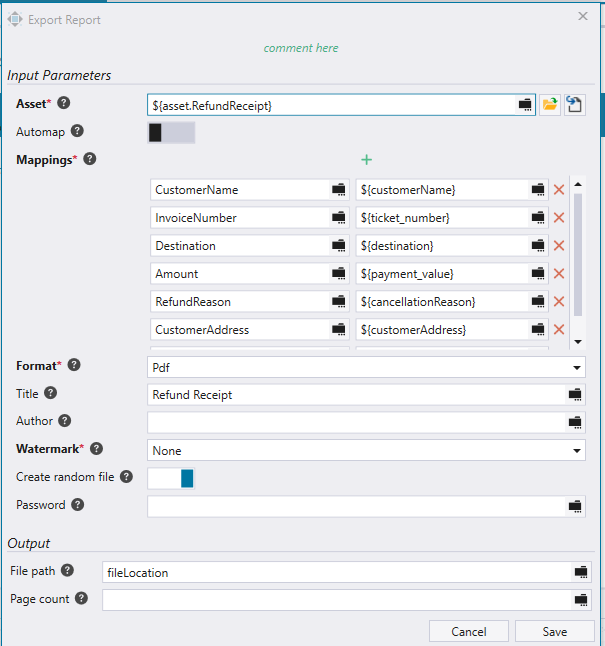 Export Report
comment here
Input Parameters
Asset* ? ${asset.RefundReceipt}
Automap ?
Mappings* ? +
CustomerName ${customerName}
InvoiceNumber ${ticket_number}
Destination ${destination}
Amount ${payment_value}
RefundReason ${cancellationReason}
CustomerAddress ${customerAddress}
Format* ? Pdf
Title ? Refund Receipt
Author ?
Watermark* ? None
Create random file ?
Password ?
Output
File path ? fileLocation
Page count ?
Cancel Save